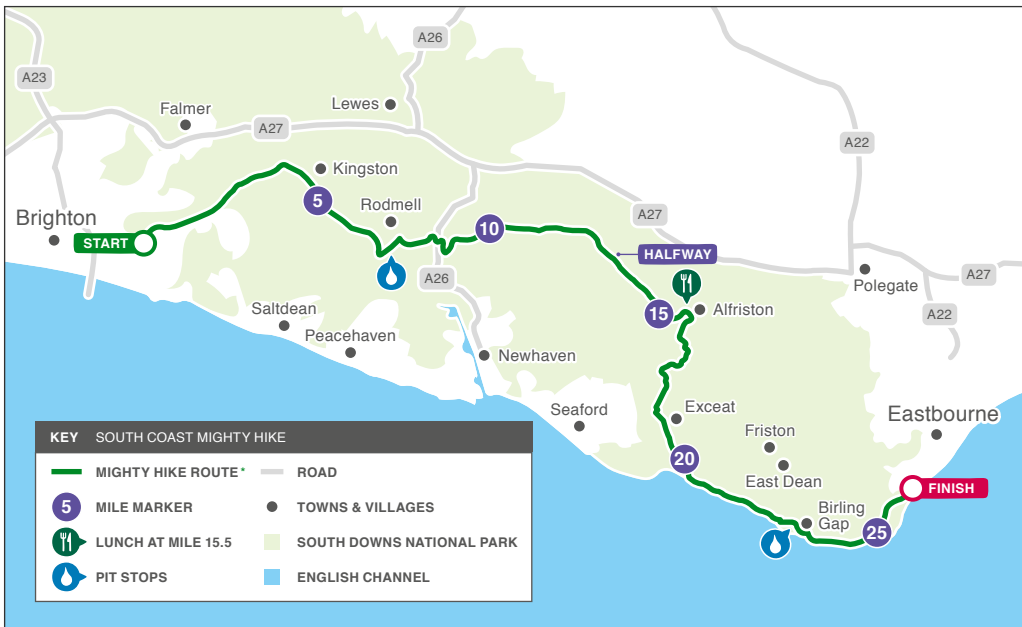 A26
A23
Lewes
Falmer
A27
A22
Kingston
5
Rodmell
A27
Brighton
START
10
HALFWAY
A26
A27
Polegate
Saltdean
15
Alfriston
A22
Peacehaven
Newhaven
Seaford
Exceat
Eastbourne
Friston
20
East Dean
FINISH
Birling
Gap
25
KEY SOUTH COAST MIGHTY HIKE
MIGHTY HIKE ROUTE*
ROAD
5
MILE MARKER
TOWNS & VILLAGES
LUNCH AT MILE 15.5
SOUTH DOWNS NATIONAL PARK
PIT STOPS
ENGLISH CHANNEL